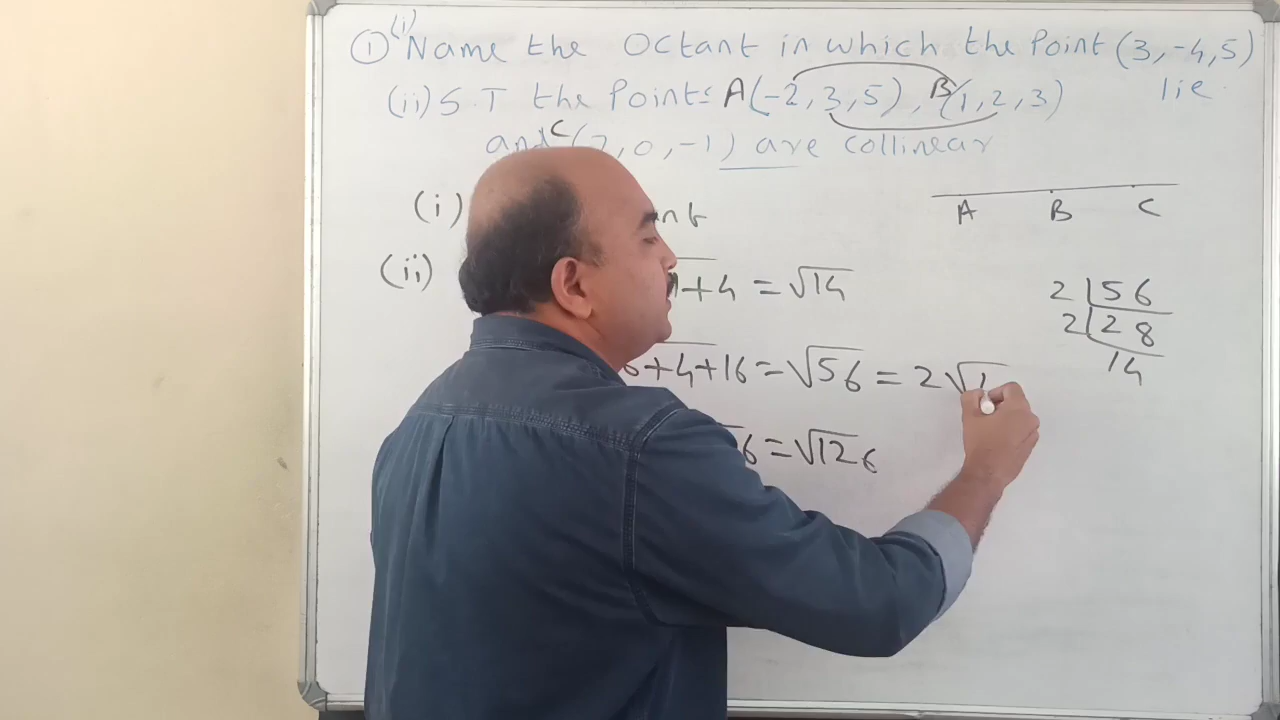 ① (i) Name the Octant in which the Point (3,-4,5) lie.
(ii) S.T the Points A(-2,3,5), B(1,2,3)
and C(7,0,-1) are collinear
(i)
A B C
(ii) 1+4 = √14
2 56
2 28
14
6+4+16 = √56 = 2√1
6 = √126